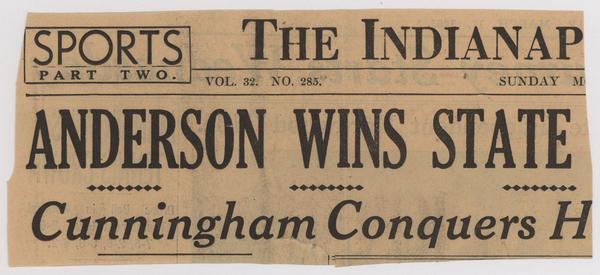 SPORTS
PART TWO.
THE INDIANAP
VOL. 32. NO. 285.
SUNDAY M
ANDERSON WINS STATE
Cunningham Conquers H